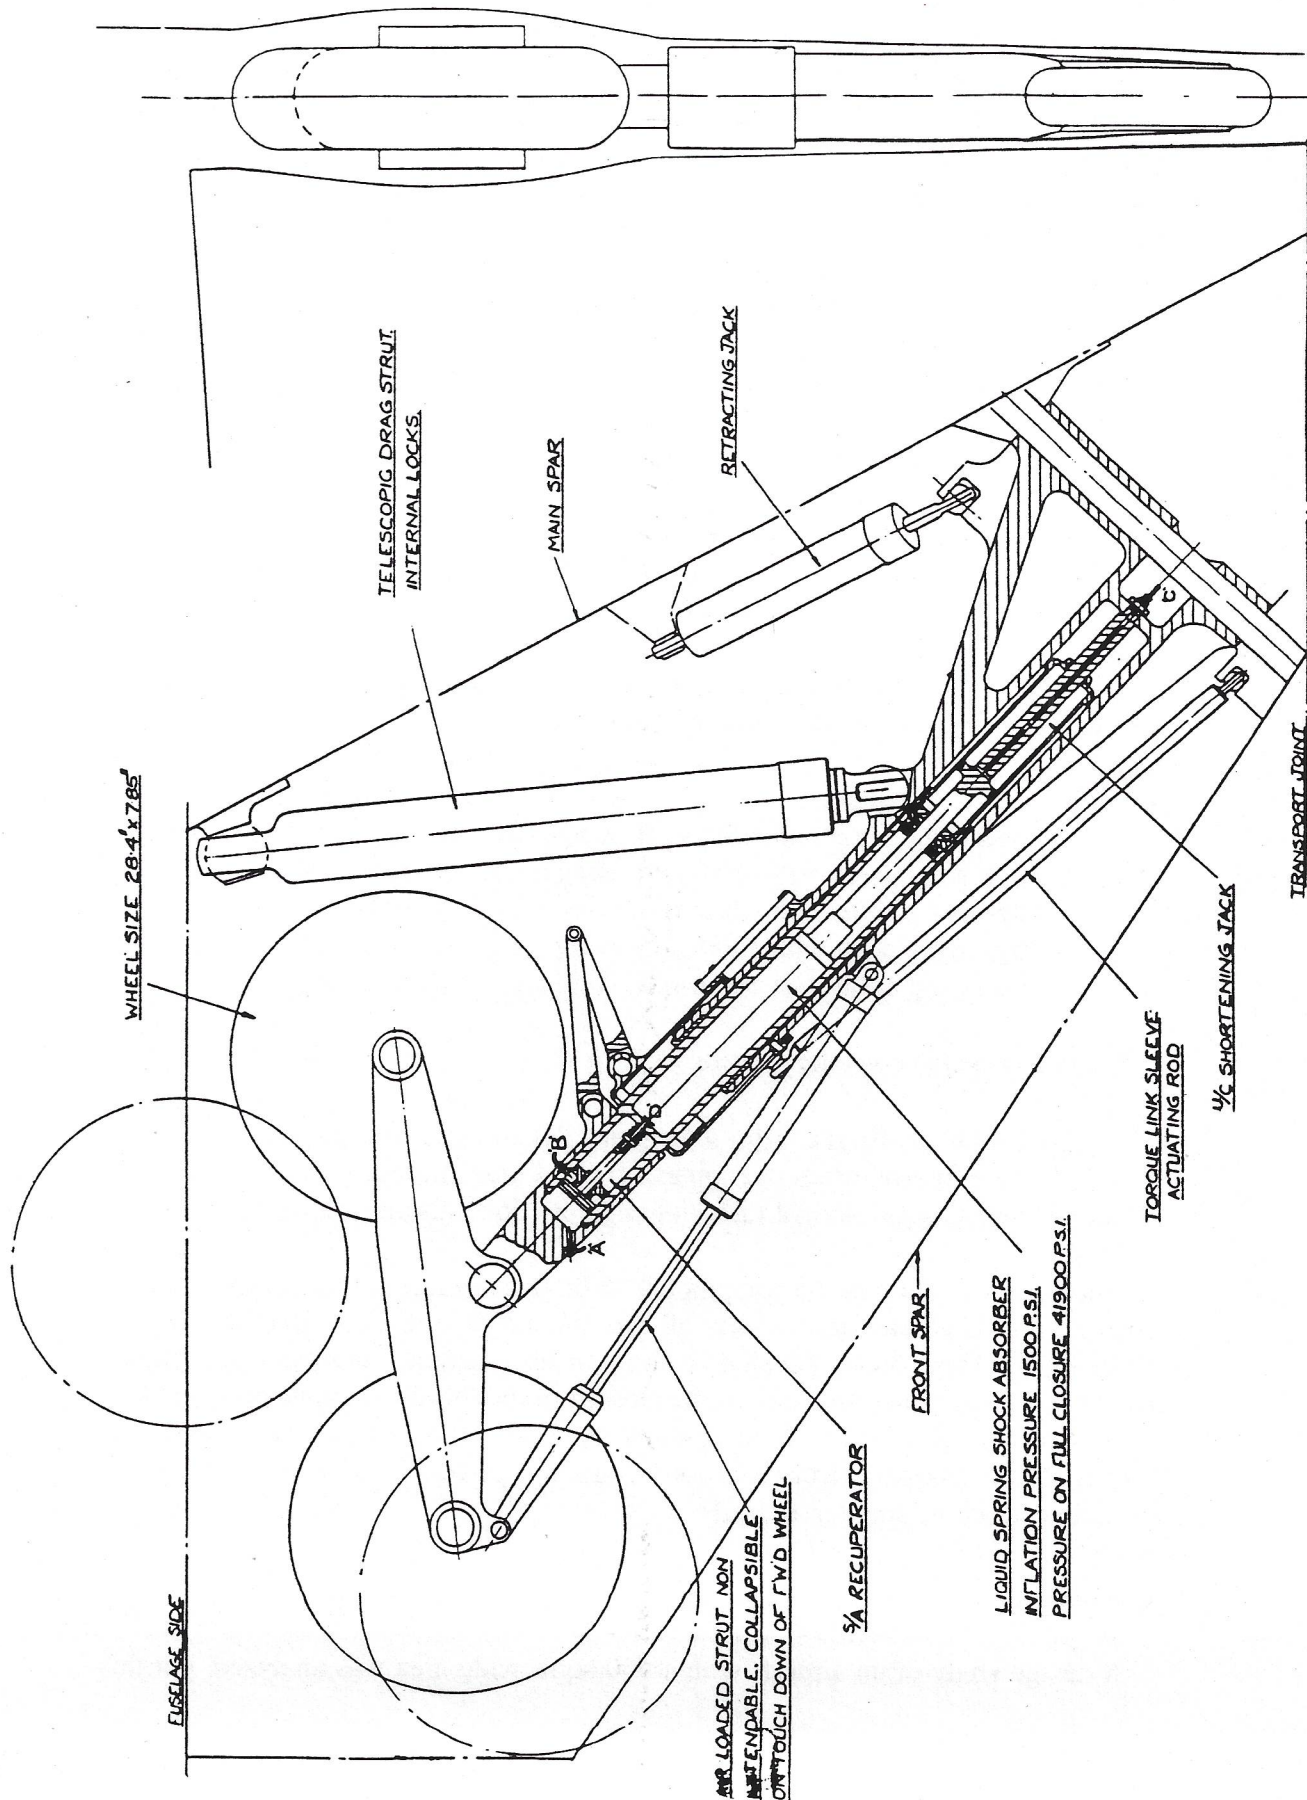 WHEEL SIZE 28·4" x 7.85"
FUSELAGE SIDE
TELESCOPIC DRAG STRUT.
INTERNAL LOCKS.
MAIN SPAR
'B'
'A'
D
RETRACTING JACK
AIR LOADED STRUT NON
EXTENDABLE. COLLAPSIBLE
ON TOUCH DOWN OF FWD WHEEL
S/A RECUPERATOR
FRONT SPAR
LIQUID SPRING SHOCK ABSORBER
INFLATION PRESSURE 1500 P.S.I.
PRESSURE ON FULL CLOSURE 41900 P.S.I.
TORQUE LINK SLEEVE
ACTUATING ROD
'C'
U/C SHORTENING JACK
TRANSPORT JOINT